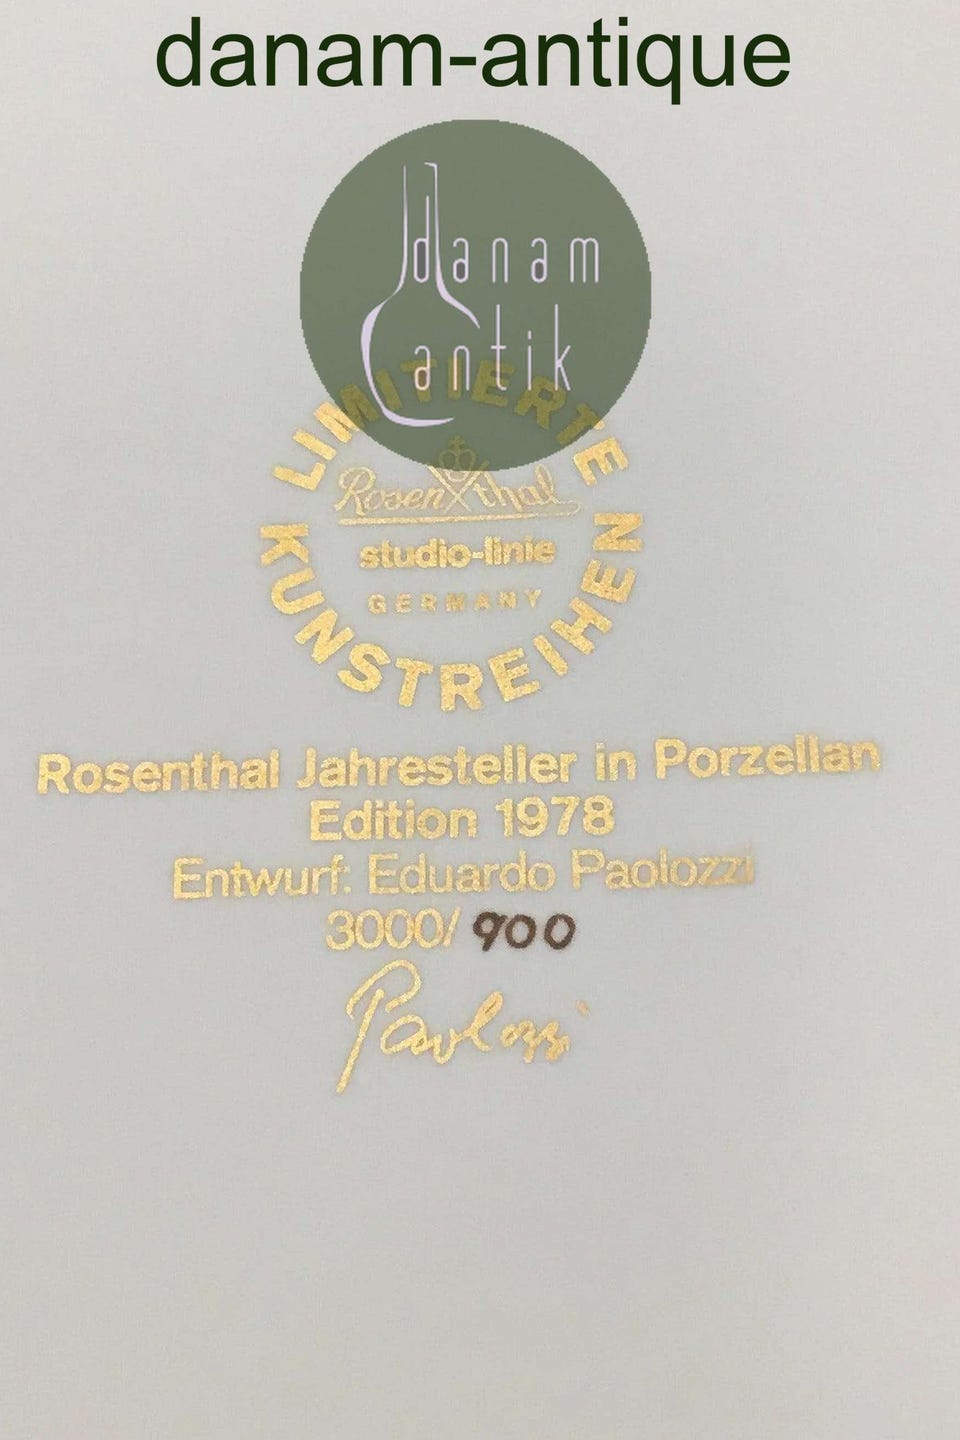 danam-antique
danam
antik
LIMITIERTE
Rosenthal
studio-linie
GERMANY
KUNSTREIHEN
Rosenthal Jahresteller in Porzellan
Edition 1978
Entwurf: Eduardo Paolozzi
3000/ 900
Paolozzi